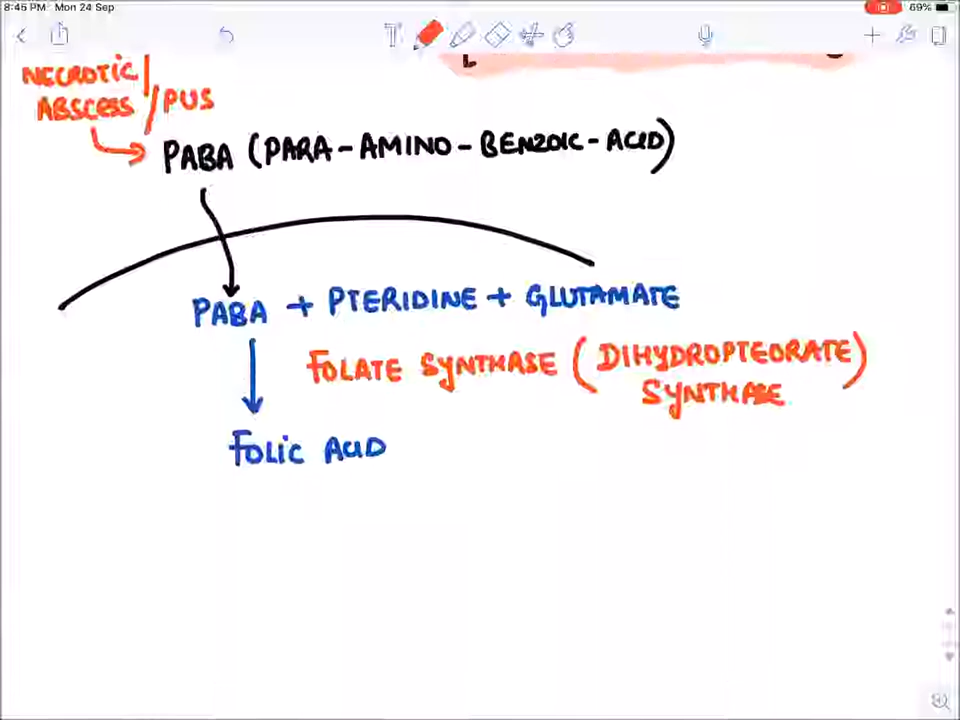 8:45 PM Mon 24 Sep
69%
NECROTIC
ABSCESS / PUS
PABA (PARA-AMINO-BENZOIC-ACID)
PABA + PTERIDINE + GLUTAMATE
FOLATE SYNTHASE (DIHYDROPTEORATE)
SYNTHASE
FOLIC ACID